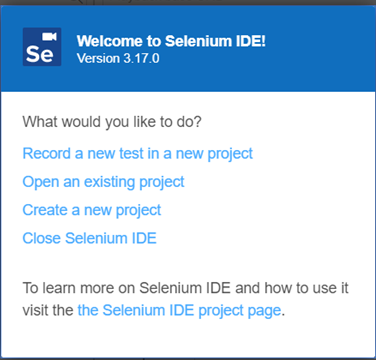 Se
Welcome to Selenium IDE!
Version 3.17.0
What would you like to do?
Record a new test in a new project
Open an existing project
Create a new project
Close Selenium IDE
To learn more on Selenium IDE and how to use it
visit the the Selenium IDE project page.